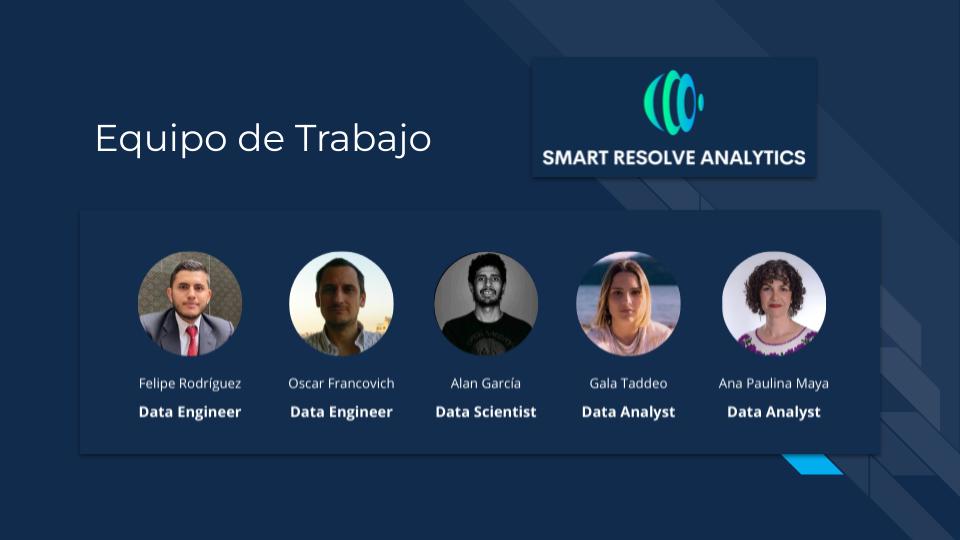 Equipo de Trabajo
SMART RESOLVE ANALYTICS
Felipe Rodríguez
Data Engineer
Oscar Francovich
Data Engineer
Alan García
Data Scientist
Gala Taddeo
Data Analyst
Ana Paulina Maya
Data Analyst